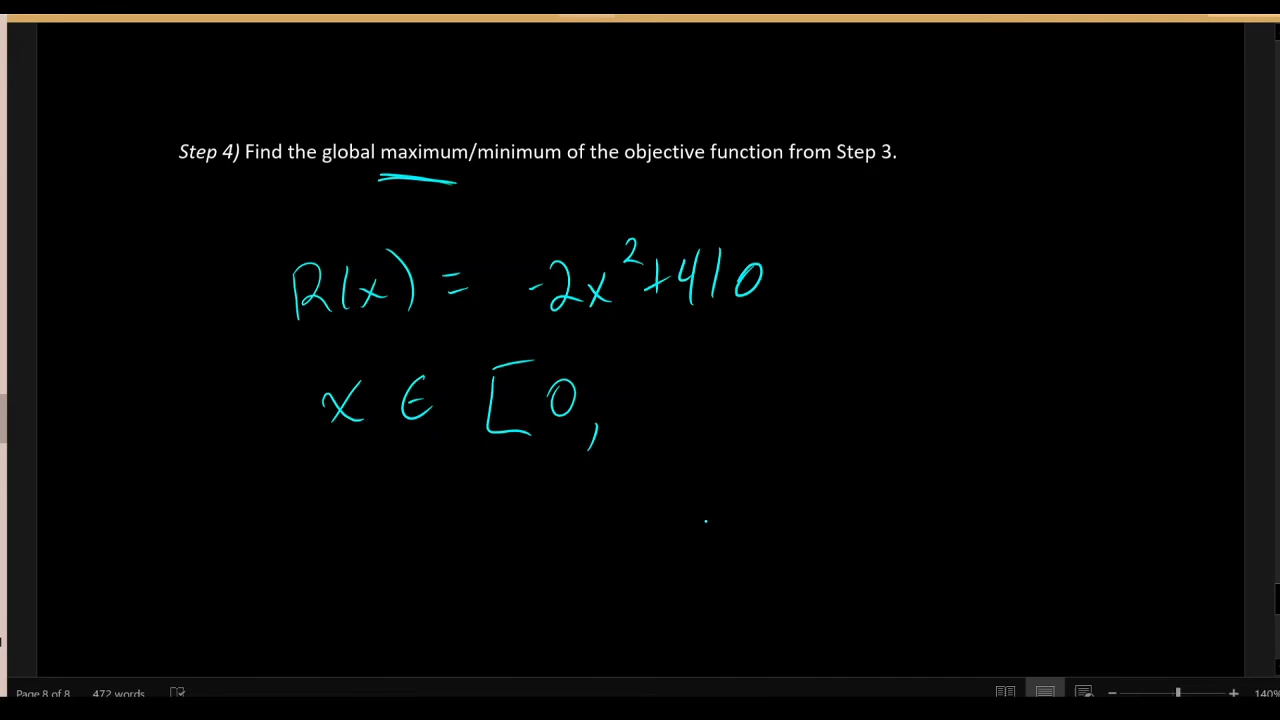 Step 4) Find the global maximum/minimum of the objective function from Step 3.
R(x) = -2x²+410
x ∈ [0,
Page 8 of 8 472 words 140%